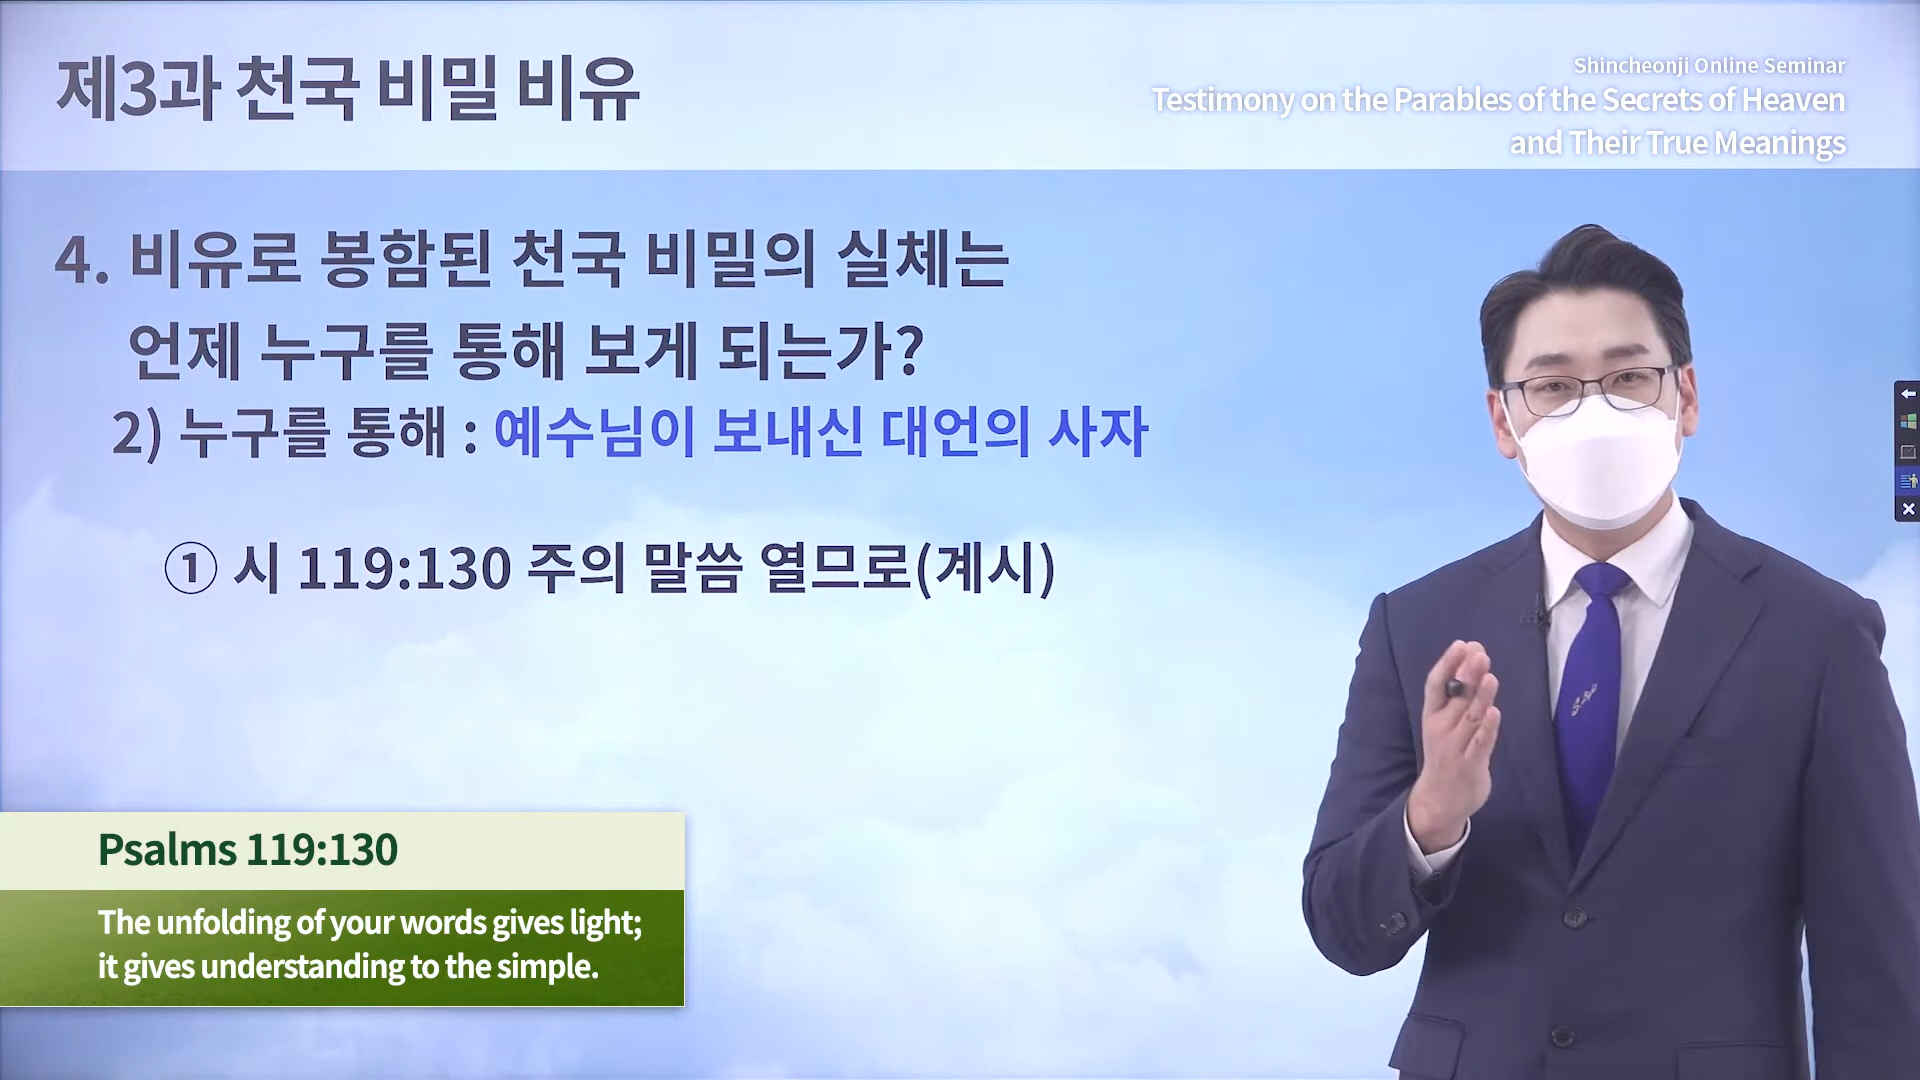 제3과 천국 비밀 비유
Shincheonji Online Seminar
Testimony on the Parables of the Secrets of Heaven
and Their True Meanings
4. 비유로 봉함된 천국 비밀의 실체는
언제 누구를 통해 보게 되는가?
2) 누구를 통해 : 예수님이 보내신 대언의 사자
① 시 119:130 주의 말씀 열므로(계시)
Psalms 119:130
The unfolding of your words gives light;
it gives understanding to the simple.